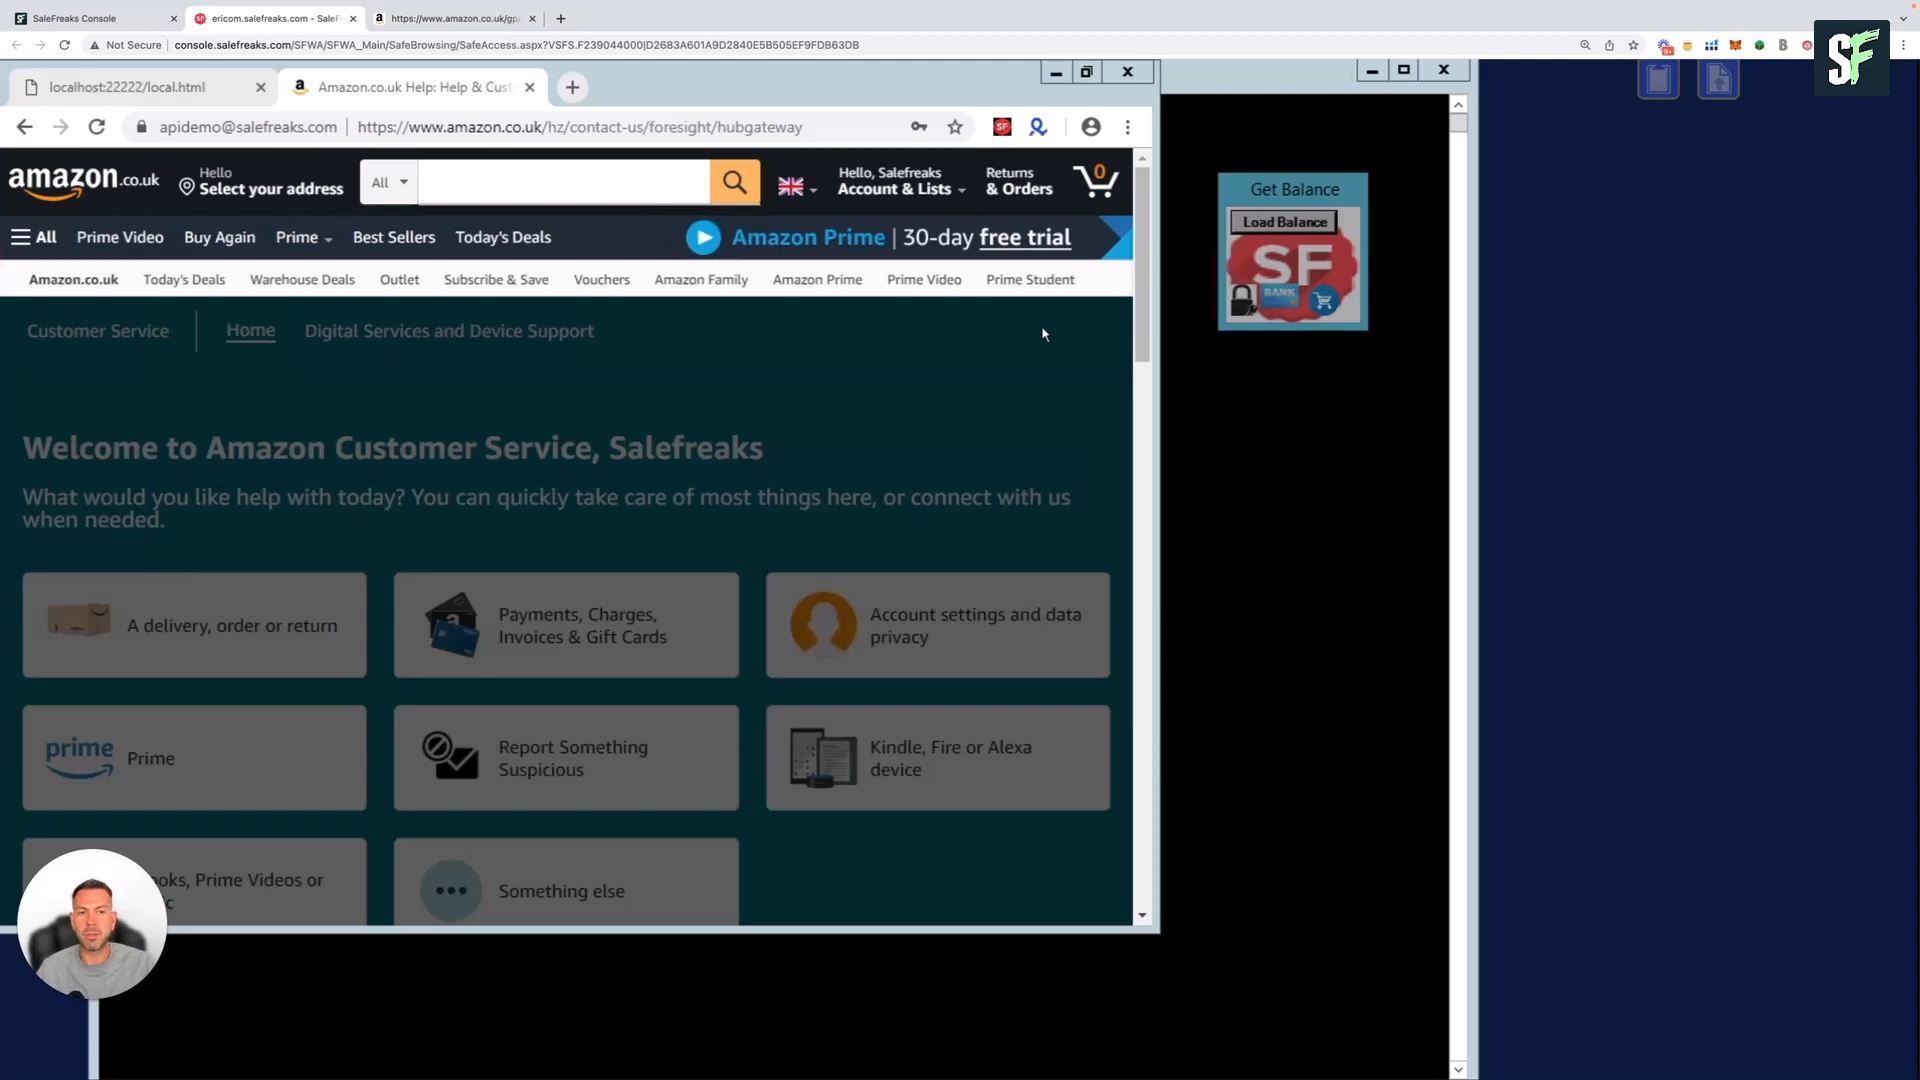 SaleFreaks Console
ericom.salefreaks.com - SaleF
https://www.amazon.co.uk/gp/
Not Secure
console.salefreaks.com/SFWA/SFWA_Main/SafeBrowsing/SafeAccess.aspx?VSFS.F239044000|D2683A601A9D2840E5B505EF9FDB63DB
SF
localhost:22222/local.html
Amazon.co.uk Help: Help & Cust
apidemo@salefreaks.com
https://www.amazon.co.uk/hz/contact-us/foresight/hubgateway
SF
amazon.co.uk
Hello
Select your address
All
Hello, Salefreaks
Account & Lists
Returns
& Orders
0
All
Prime Video
Buy Again
Prime
Best Sellers
Today's Deals
Amazon Prime | 30-day free trial
Amazon.co.uk
Today's Deals
Warehouse Deals
Outlet
Subscribe & Save
Vouchers
Amazon Family
Amazon Prime
Prime Video
Prime Student
Get Balance
Load Balance
SF
BANK
Customer Service
Home
Digital Services and Device Support
Welcome to Amazon Customer Service, Salefreaks
What would you like help with today? You can quickly take care of most things here, or connect with us
when needed.
A delivery, order or return
Payments, Charges,
Invoices & Gift Cards
Account settings and data
privacy
prime
Prime
Report Something
Suspicious
Kindle, Fire or Alexa
device
ooks, Prime Videos or
c
Something else